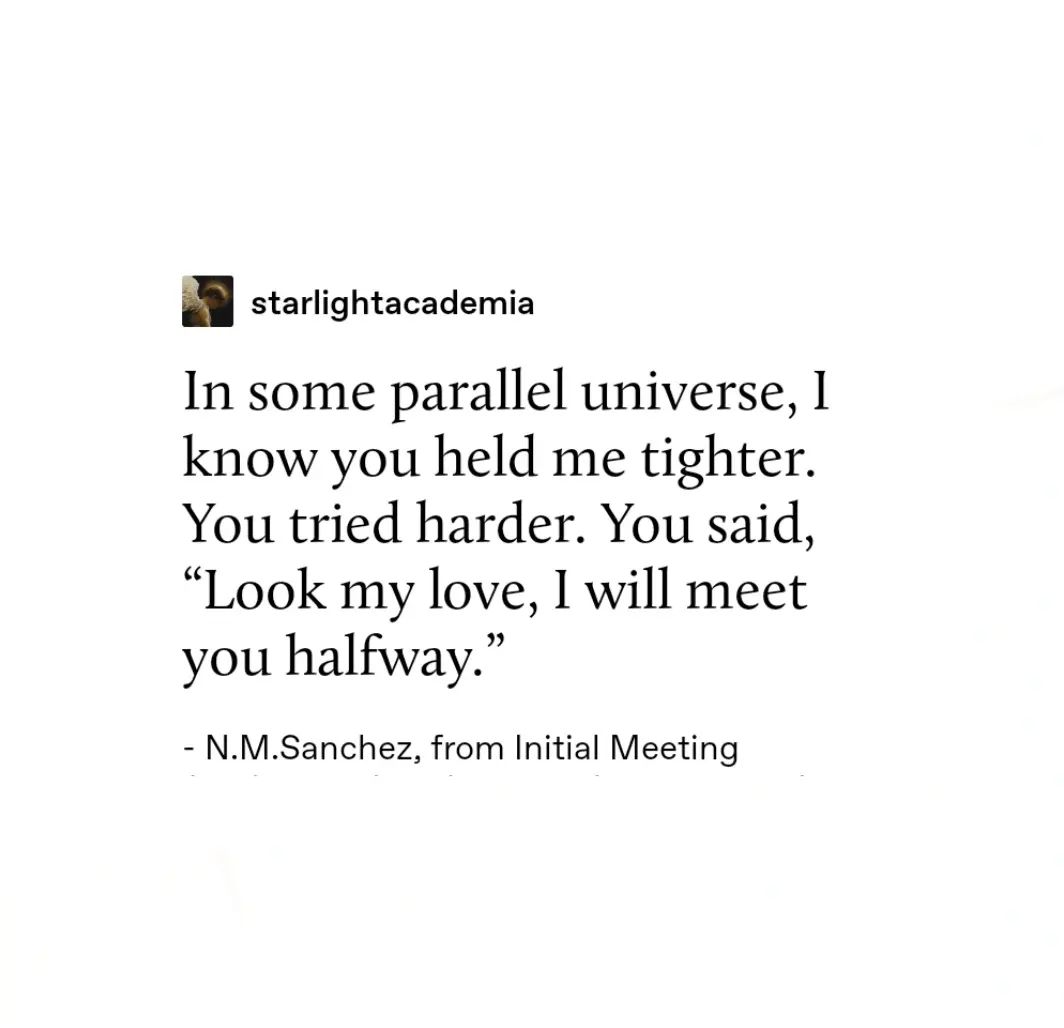 starlightacademia
In some parallel universe, I
know you held me tighter.
You tried harder. You said,
“Look my love, I will meet
you halfway.”
- N.M.Sanchez, from Initial Meeting